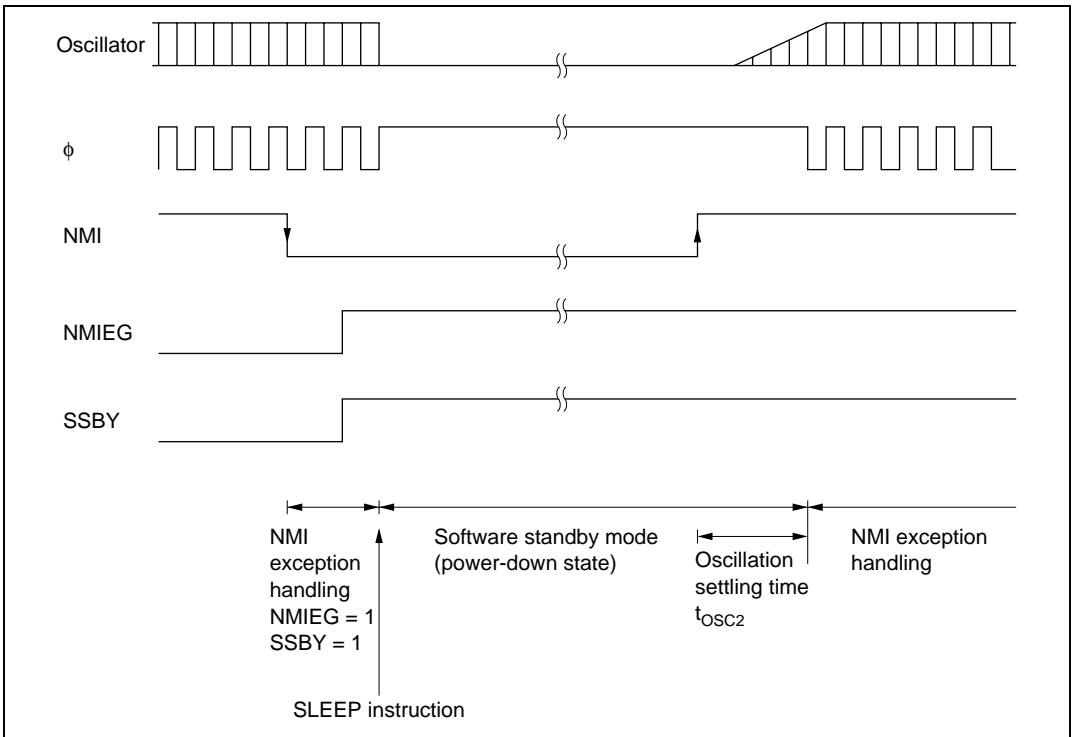 Oscillator
φ
NMI
NMIEG
SSBY
NMI
exception
handling
NMIEG = 1
SSBY = 1
Software standby mode
(power-down state)
Oscillation
settling time
tOSC2
NMI exception
handling
SLEEP instruction